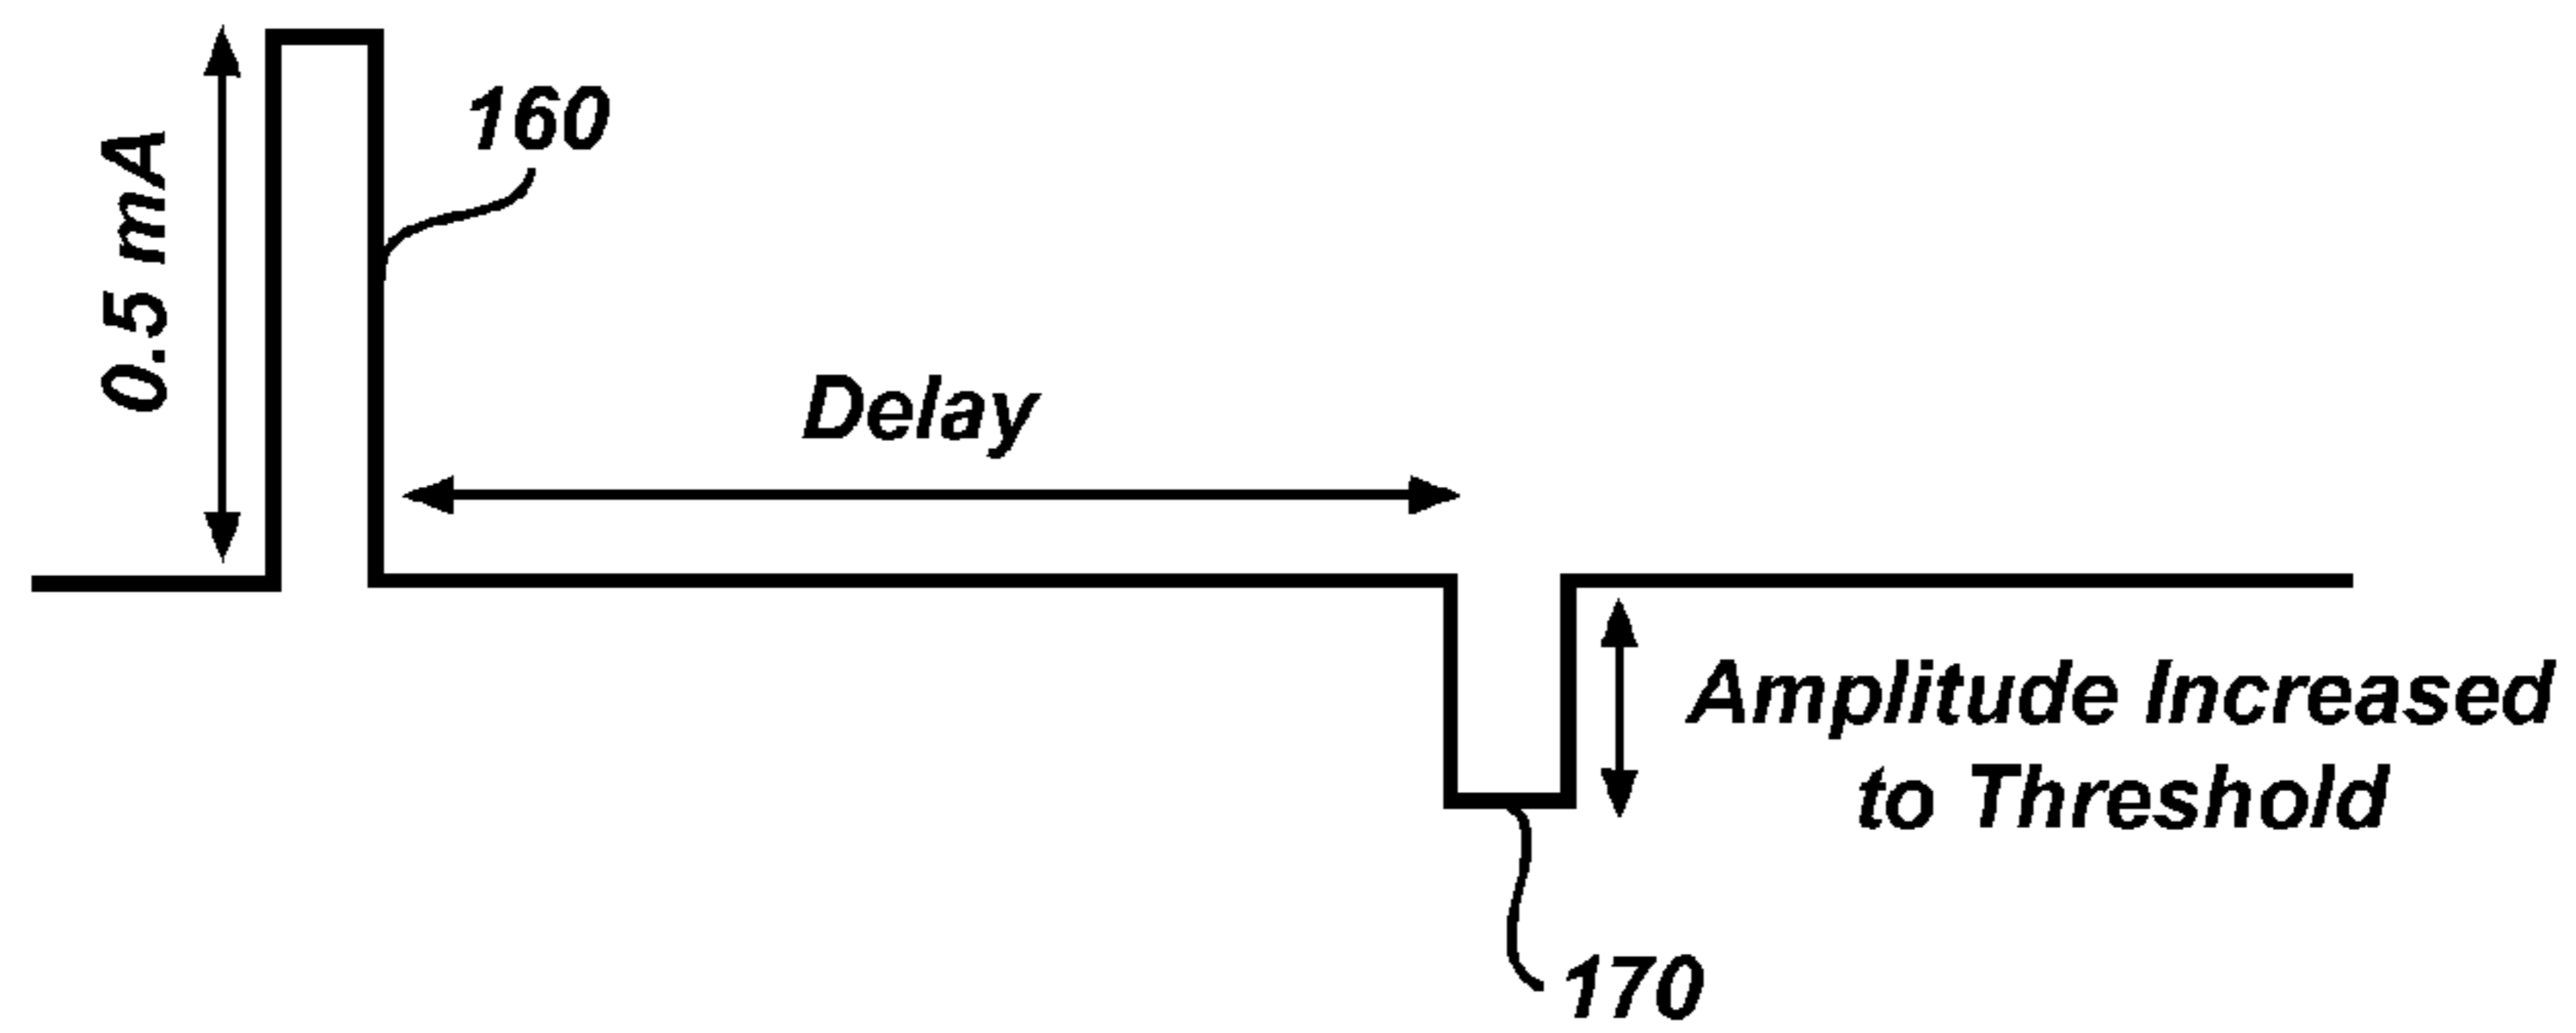 160
0.5 mA
Delay
Amplitude Increased
to Threshold
170